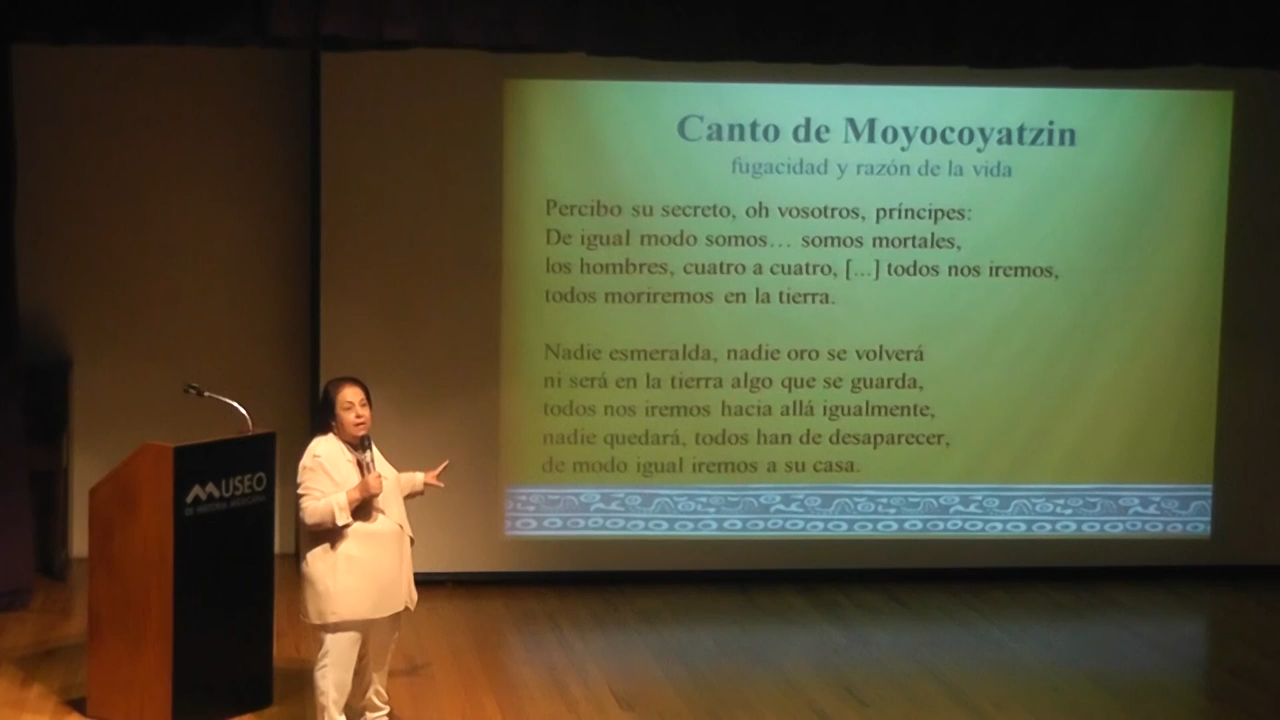 Canto de Moyocoyatzin
fugacidad y razón de la vida
Percibo su secreto, oh vosotros, príncipes:
De igual modo somos… somos mortales,
los hombres, cuatro a cuatro, [...] todos nos iremos,
todos moriremos en la tierra.
Nadie esmeralda, nadie oro se volverá
ni será en la tierra algo que se guarda,
todos nos iremos hacia allá igualmente,
nadie quedará, todos han de desaparecer,
de modo igual iremos a su casa.
MUSEO
DE HISTORIA MEXICANA